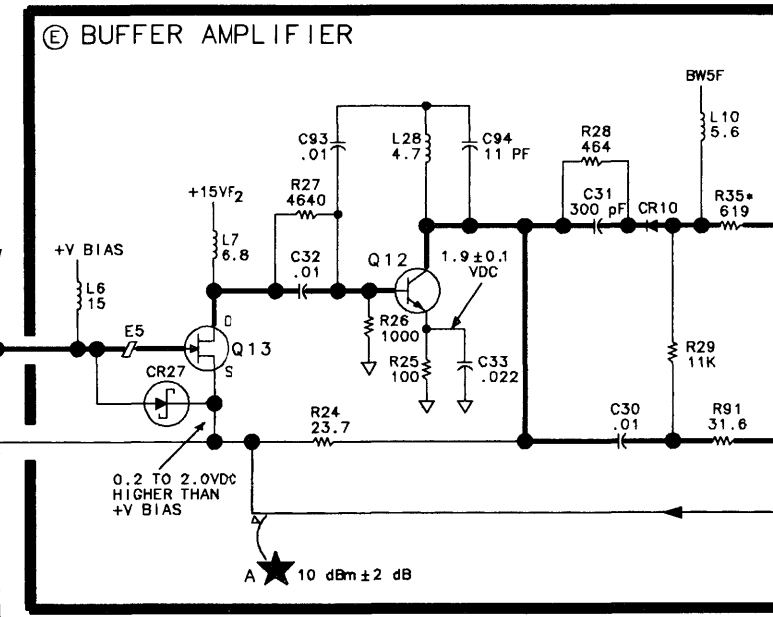 Ⓔ BUFFER AMPLIFIER
BW5F
L10
5.6
C93
.01
L28
4.7
C94
11 PF
R28
464
R27
4640
C31
300 pF
CR10
R35*
619
+15VF2
L7
6.8
+V BIAS
L6
15
C32
.01
Q12
1.9±0.1
VDC
E5
D
Q13
S
R26
1000
R25
100
C33
.022
R29
11K
CR27
R24
23.7
C30
.01
R91
31.6
0.2 TO 2.0VDC
HIGHER THAN
+V BIAS
A ★ 10 dBm±2 dB